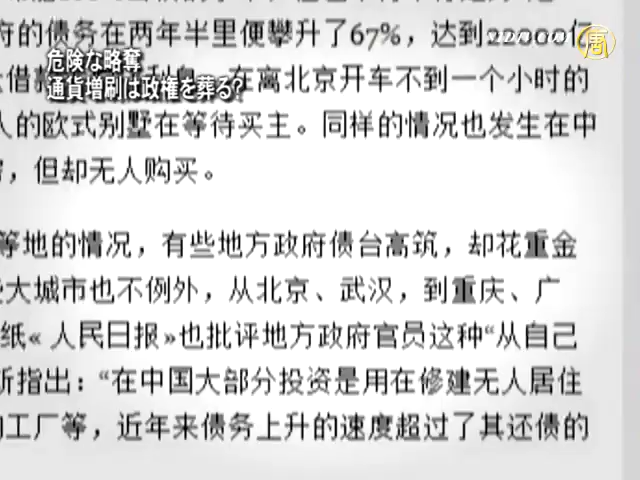 府的债务在两年半里便攀升了67%，达到22000亿
唐
危険な略奪
借
在离北京开车不到一个小时的
通貨増刷は政権を葬る?
人的欧式别墅在等待买主。同样的情况也发生在中
，但却无人购买。
等地的情况，有些地方政府债台高筑，却花重金
大城市也不例外，从北京、武汉，到重庆、广
纸«人民日报»也批评地方政府官员这种“从自己
所指出：“在中国大部分投资是用在修建无人居住
工厂等，近年来债务上升的速度超过了其还债的